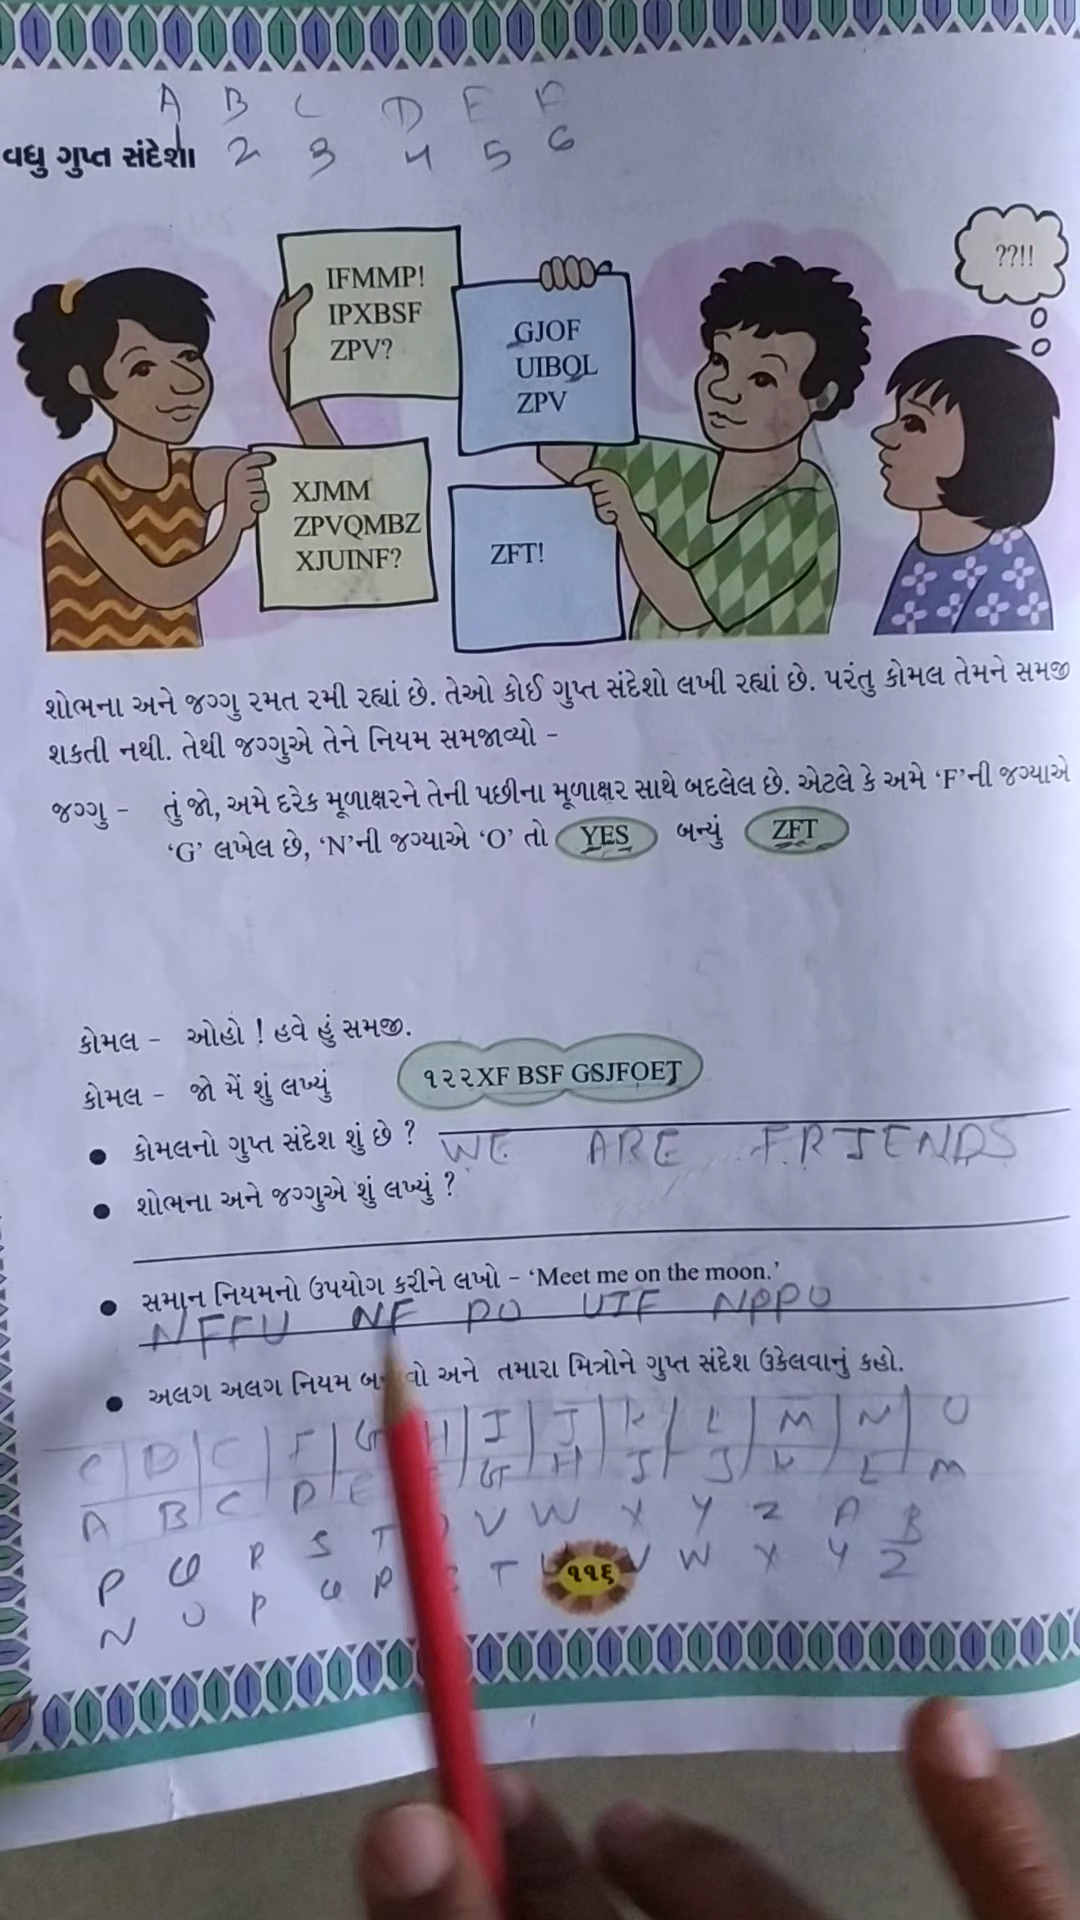 A B C D E F
1 2 3 4 5 6
વધુ ગુપ્ત સંદેશા
IFMMP!
IPXBSF
ZPV?
GJOF
UIBOL
ZPV
??!!
XJMM
ZPVQMBZ
XJUINF?
ZFT!
શોભના અને જગ્ગુ રમત રમી રહ્યાં છે. તેઓ કોઈ ગુપ્ત સંદેશો લખી રહ્યાં છે. પરંતુ કોમલ તેમને સમજી
શકતી નથી. તેથી જગ્ગુએ તેને નિયમ સમજાવ્યો -
જગ્ગુ - તું જો, અમે દરેક મૂળાક્ષરને તેની પછીના મૂળાક્ષર સાથે બદલેલ છે. એટલે કે અમે ‘F’ની જગ્યાએ
‘G’ લખેલ છે, ‘N’ની જગ્યાએ ‘O’ તો YES બન્યું ZFT
કોમલ - ઓહો ! હવે હું સમજી.
કોમલ - જો મેં શું લખ્યું ૧૨૨XF BSF GSJFOET
• કોમલનો ગુપ્ત સંદેશ શું છે ? WE ARE FRIENDS
• શોભના અને જગ્ગુએ શું લખ્યું ?
• સમાન નિયમનો ઉપયોગ કરીને લખો - ‘Meet me on the moon.’
NFFU NF PO UIF NPPO
• અલગ અલગ નિયમ અને તમારા મિત્રોને ગુપ્ત સંદેશ ઉકેલવાનું કહો.
I J K L M N O
A B C D E G H I J K L M
P Q R S T V W X Y Z A B
N O P Q R T V W X Y Z
૧૧૬